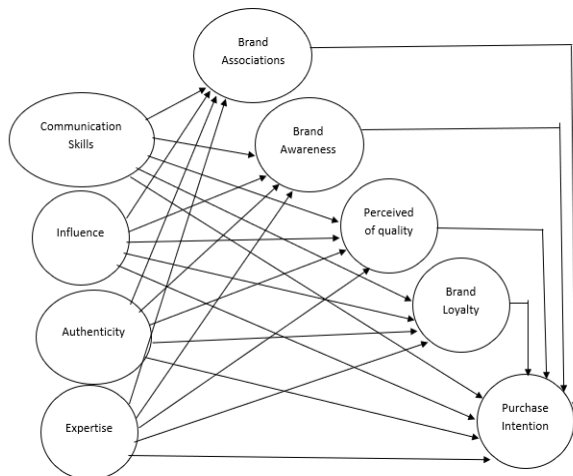 Brand
Associations
Communication
Skills
Brand
Awareness
Influence
Perceived
of quality
Brand
Loyalty
Authenticity
Purchase
Intention
Expertise